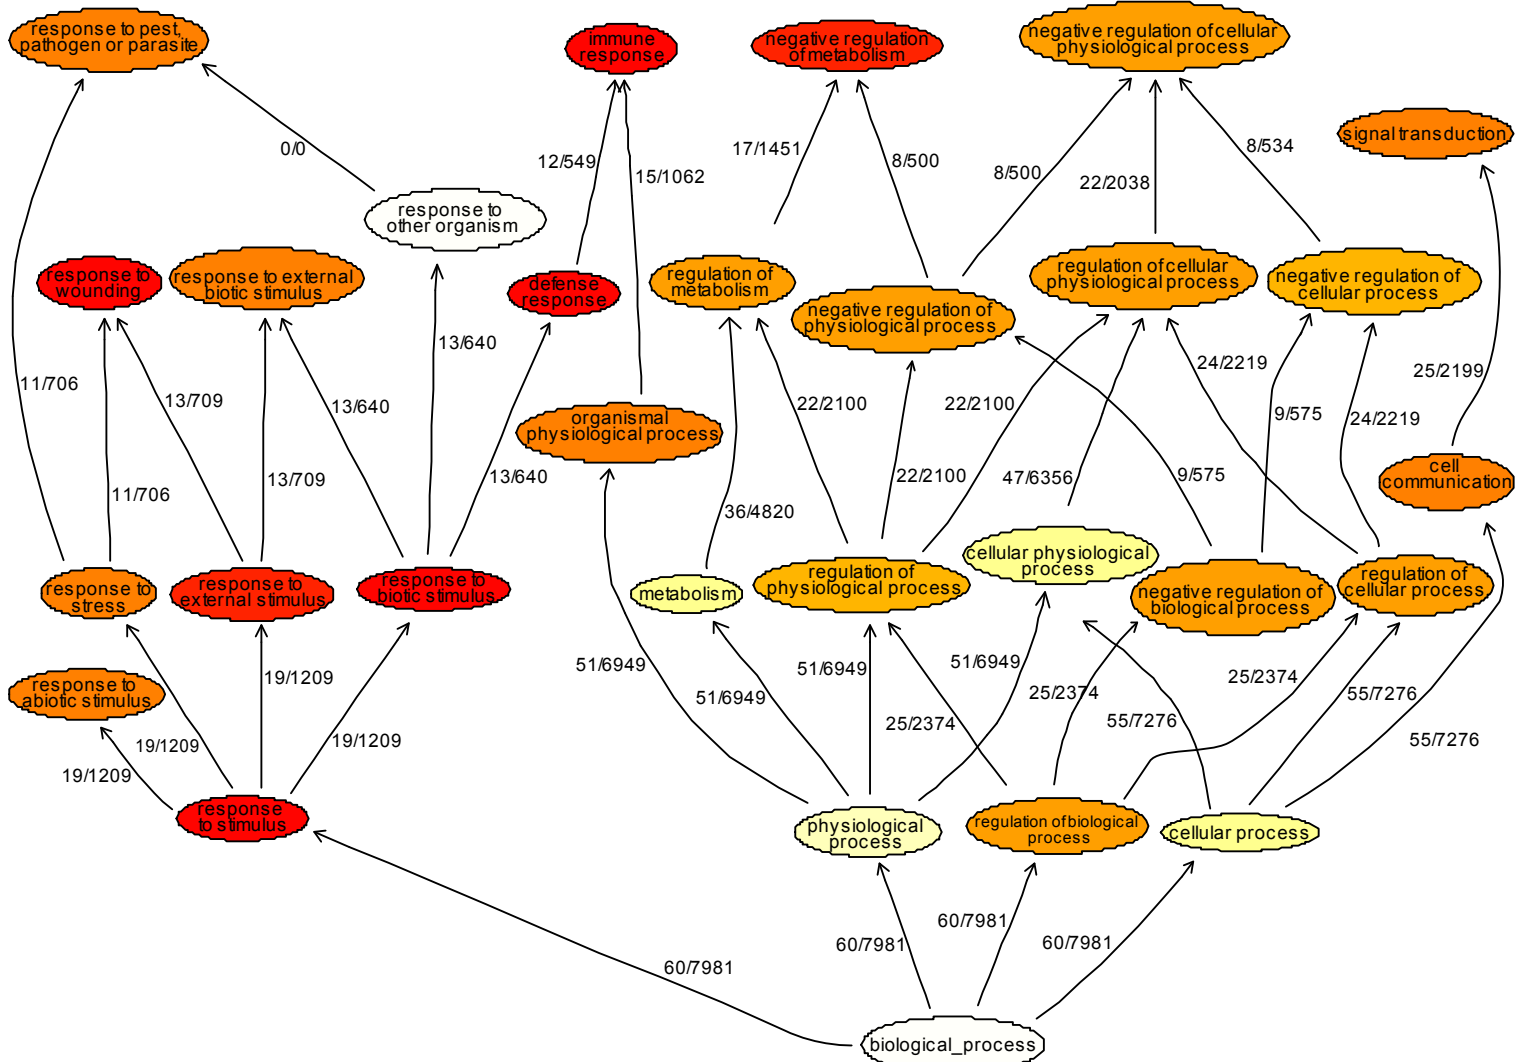 response to pest,
pathogen or parasite
immune
response
negative regulation
of metabolism
negative regulation of cellular
physiological process
signal transduction
0/0
12/549
15/1062
17/1451
8/500
8/500
22/2038
8/534
response to
other organism
response to
wounding
response to external
biotic stimulus
defense
response
regulation of
metabolism
negative regulation of
physiological process
regulation of cellular
physiological process
negative regulation of
cellular process
11/706
13/709
13/640
13/640
22/2100
22/2100
24/2219
9/575
24/2219
25/2199
organismal
physiological process
cell
communication
11/706
13/709
13/640
36/4820
22/2100
47/6356
9/575
response to
stress
response to
external stimulus
response to
biotic stimulus
metabolism
regulation of
physiological process
cellular physiological
process
negative regulation of
biological process
regulation of
cellular process
response to
abiotic stimulus
19/1209
19/1209
19/1209
19/1209
51/6949
51/6949
51/6949
51/6949
25/2374
25/2374
25/2374
55/7276
55/7276
55/7276
response
to stimulus
physiological
process
regulation of biological
process
cellular process
60/7981
60/7981
60/7981
60/7981
biological_process